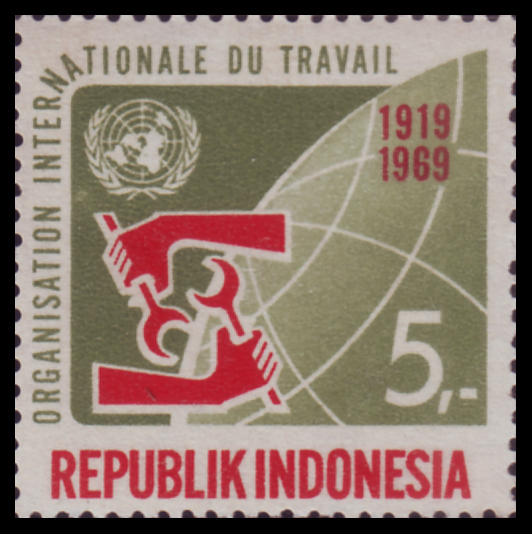 ORGANISATION INTERNATIONALE DU TRAVAIL
1919
1969
5,-
REPUBLIK INDONESIA